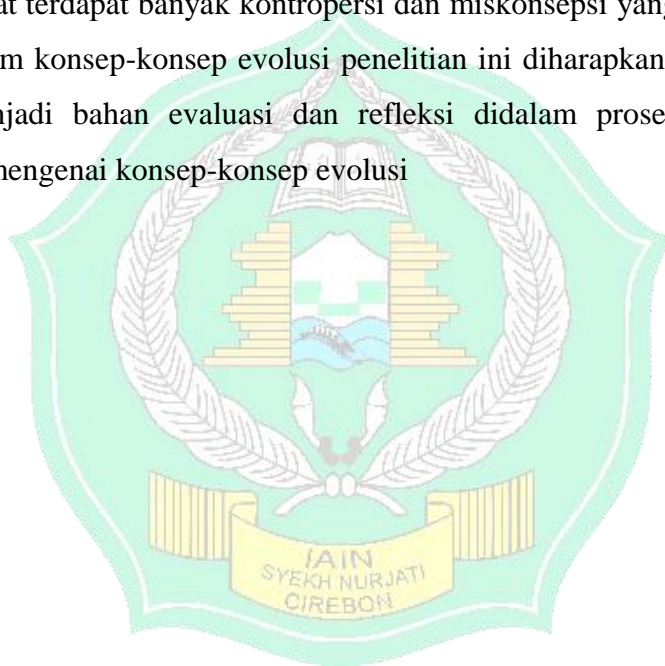 at terdapat banyak kontropersi dan miskonsepsi yang
m konsep-konsep evolusi penelitian ini diharapkan
njadi bahan evaluasi dan refleksi didalam prose
mengenai konsep-konsep evolusi
IAIN
SYEKH NURJATI
CIREBON